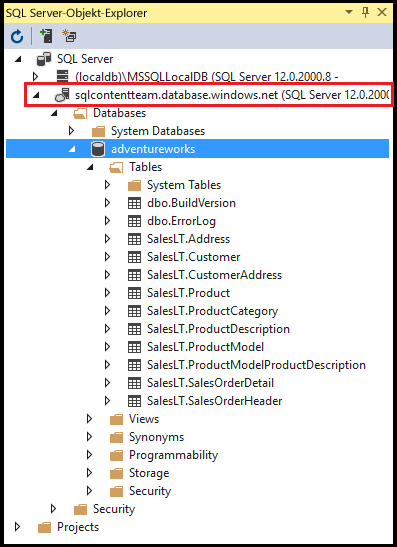 SQL Server-Objekt-Explorer
SQL Server
(localdb)\MSSQLLocalDB (SQL Server 12.0.2000.8 -
sqlcontentteam.database.windows.net (SQL Server 12.0.2000
Databases
System Databases
adventureworks
Tables
System Tables
dbo.BuildVersion
dbo.ErrorLog
SalesLT.Address
SalesLT.Customer
SalesLT.CustomerAddress
SalesLT.Product
SalesLT.ProductCategory
SalesLT.ProductDescription
SalesLT.ProductModel
SalesLT.ProductModelProductDescription
SalesLT.SalesOrderDetail
SalesLT.SalesOrderHeader
Views
Synonyms
Programmability
Storage
Security
Security
Projects